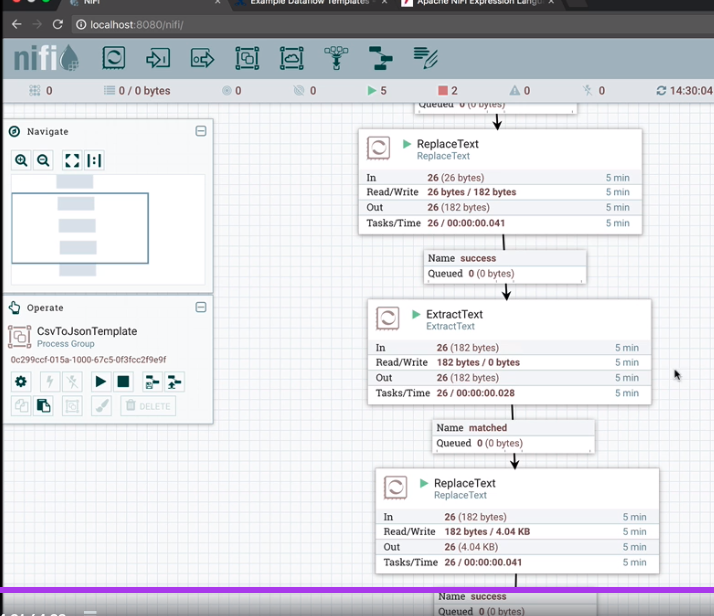 NiFi
Example Dataflow Templates -
Apache NiFi Expression Langu
localhost:8080/nifi/
nifi
0
0 / 0 bytes
0
0
5
2
0
0
14:30:04
Queued 0 (0 bytes)
Navigate
ReplaceText
ReplaceText
In 26 (26 bytes) 5 min
Read/Write 26 bytes / 182 bytes 5 min
Out 26 (182 bytes) 5 min
Tasks/Time 26 / 00:00:00.041 5 min
Name success
Queued 0 (0 bytes)
Operate
CsvToJsonTemplate
Process Group
0c299ccf-015a-1000-67c5-0f3fcc2f9e9f
DELETE
ExtractText
ExtractText
In 26 (182 bytes) 5 min
Read/Write 182 bytes / 0 bytes 5 min
Out 26 (182 bytes) 5 min
Tasks/Time 26 / 00:00:00.028 5 min
Name matched
Queued 0 (0 bytes)
ReplaceText
ReplaceText
In 26 (182 bytes) 5 min
Read/Write 182 bytes / 4.04 KB 5 min
Out 26 (4.04 KB) 5 min
Tasks/Time 26 / 00:00:00.041 5 min
Name success
Queued 0 (0 bytes)